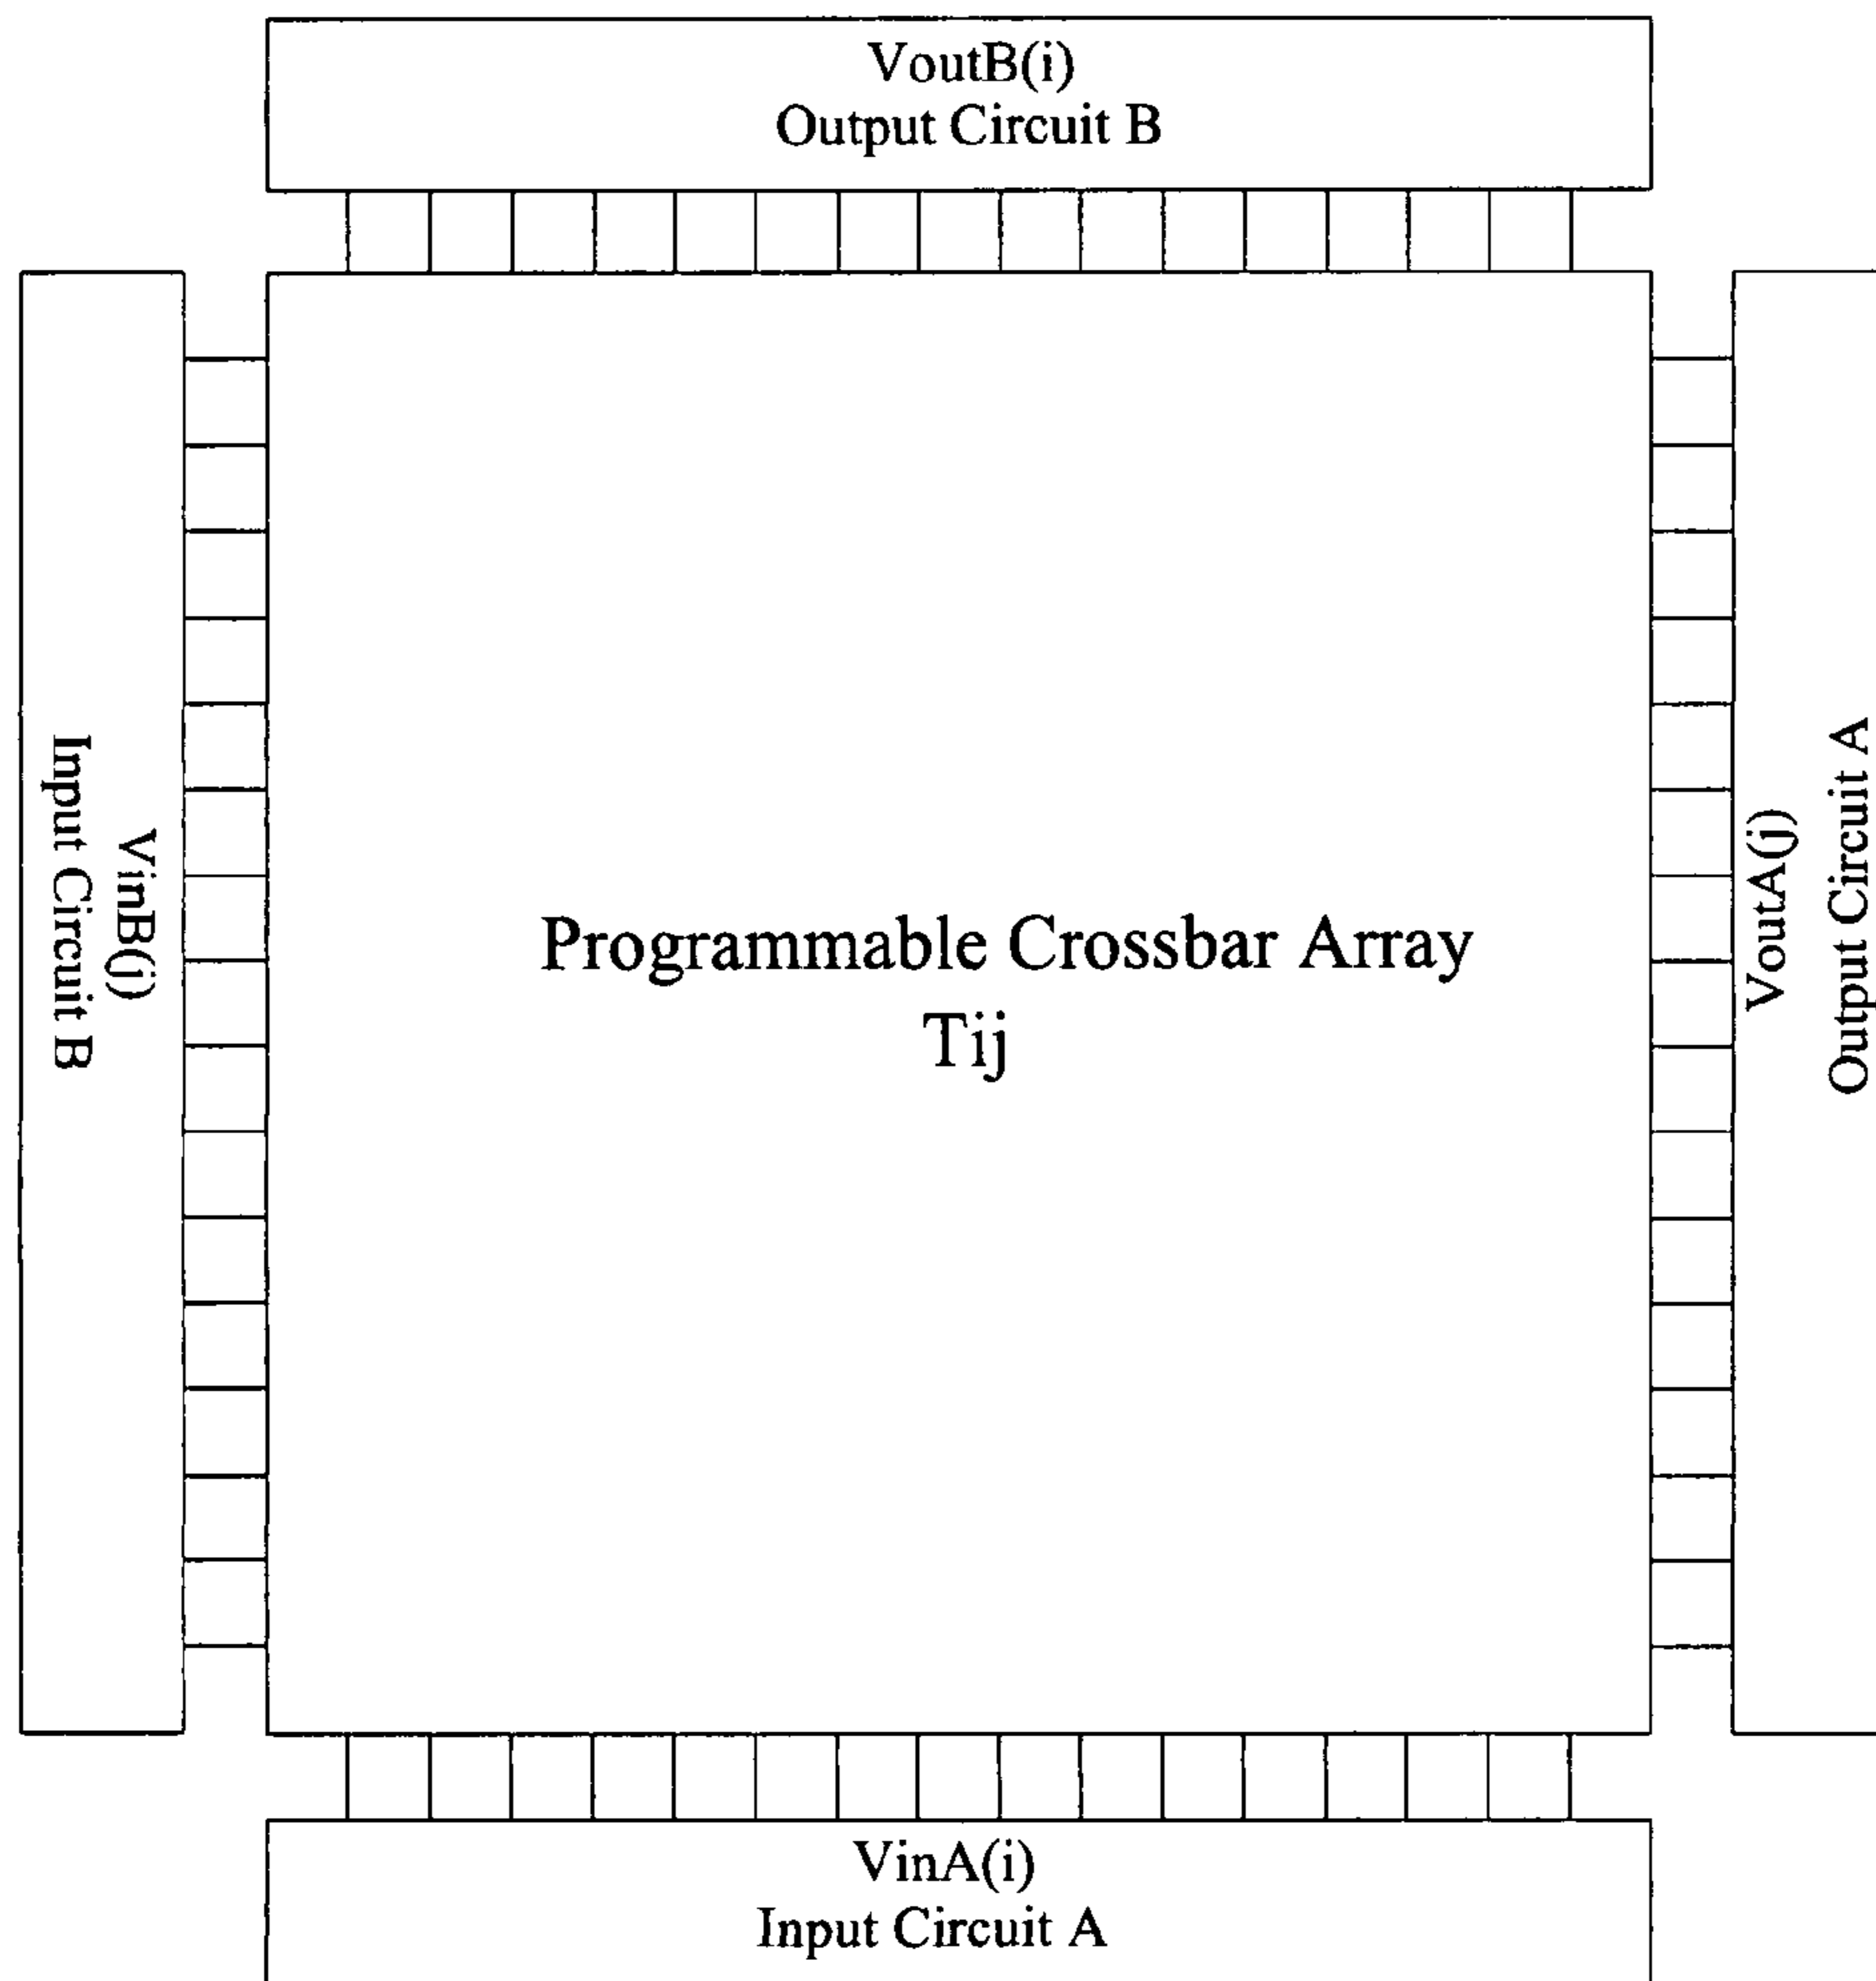 VoutB(i)
Output Circuit B
VinB(j)
Input Circuit B
Programmable Crossbar Array
Tij
VoutA(j)
Output Circuit A
VinA(i)
Input Circuit A